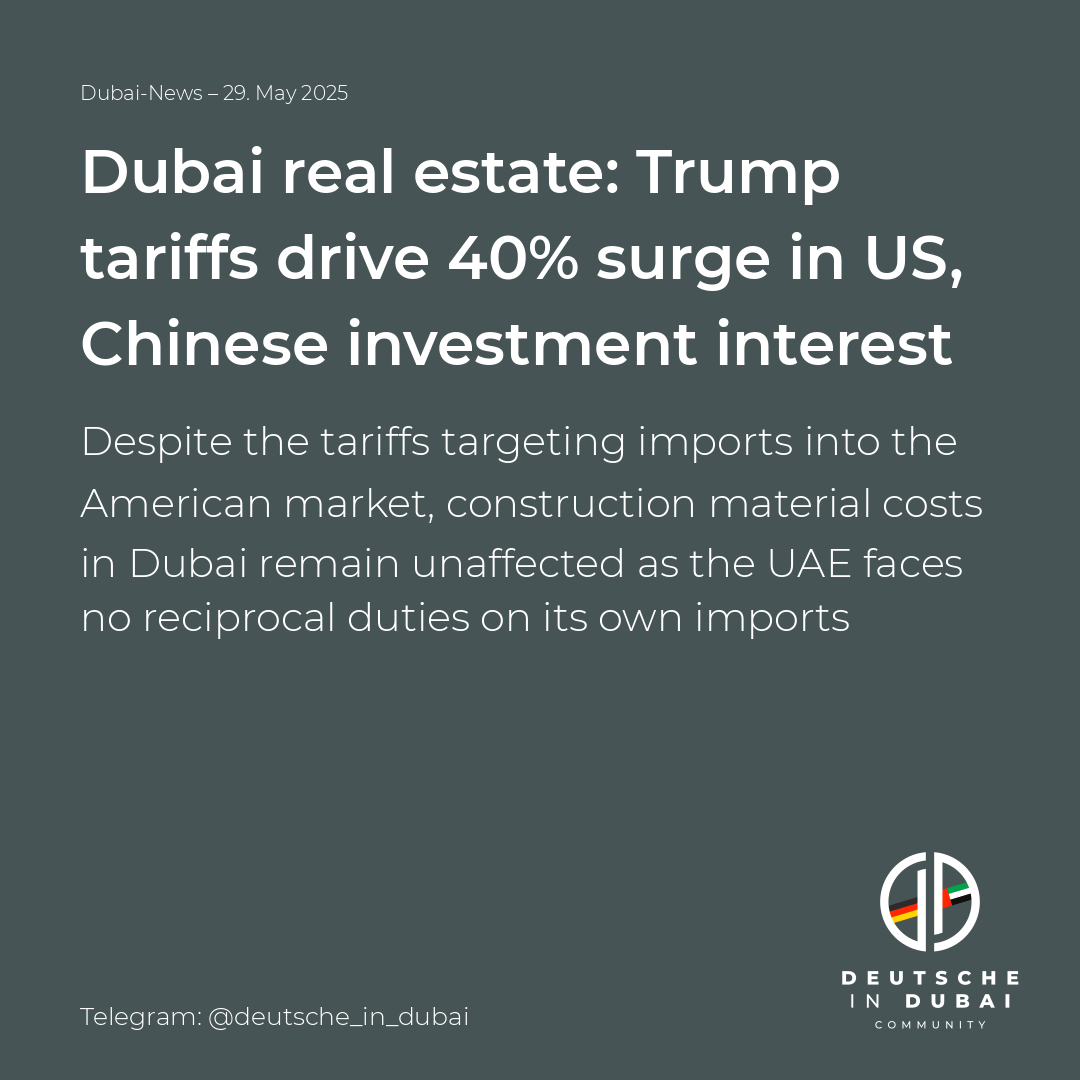 Dubai-News – 29. May 2025
Dubai real estate: Trump
tariffs drive 40% surge in US,
Chinese investment interest
Despite the tariffs targeting imports into the
American market, construction material costs
in Dubai remain unaffected as the UAE faces
no reciprocal duties on its own imports
DEUTSCHE
IN DUBAI
COMMUNITY
Telegram: @deutsche_in_dubai